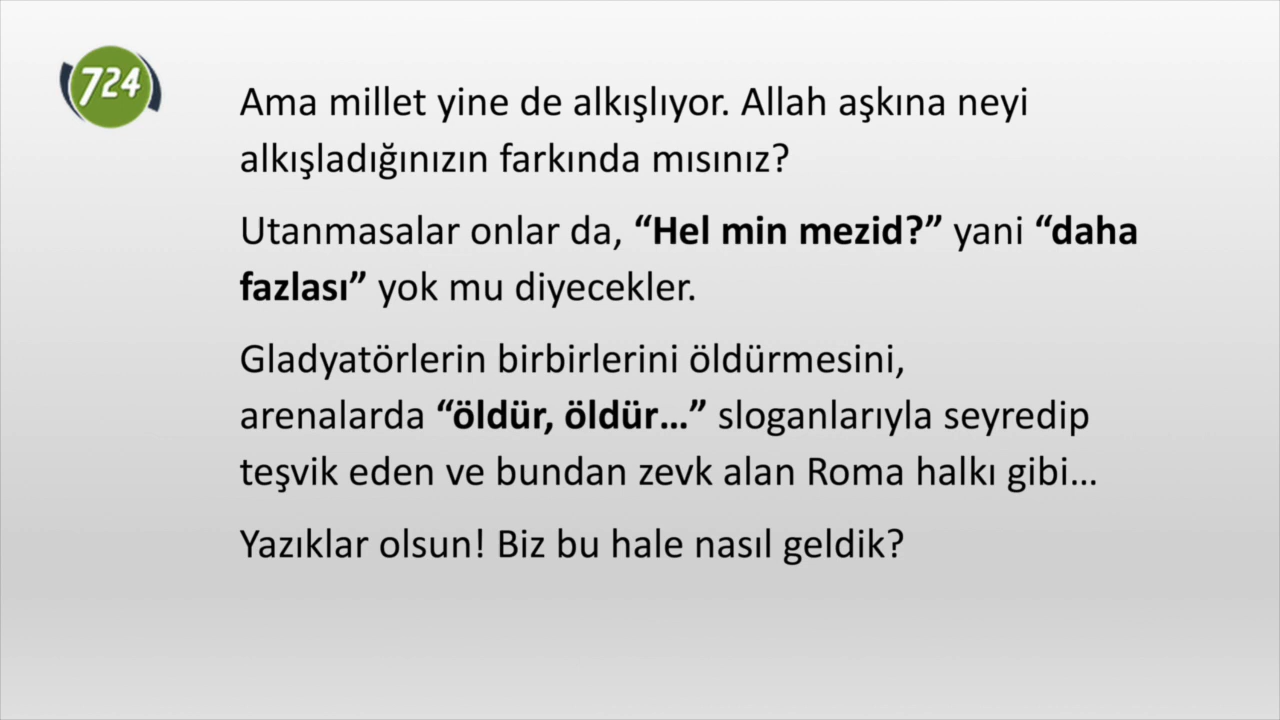 724
Ama millet yine de alkışlıyor. Allah aşkına neyi
alkışladığınızın farkında mısınız?
Utanmasalar onlar da, “Hel min mezid?” yani “daha
fazlası” yok mu diyecekler.
Gladyatörlerin birbirlerini öldürmesini,
arenalarda “öldür, öldür…” sloganlarıyla seyredip
teşvik eden ve bundan zevk alan Roma halkı gibi…
Yazıklar olsun! Biz bu hale nasıl geldik?